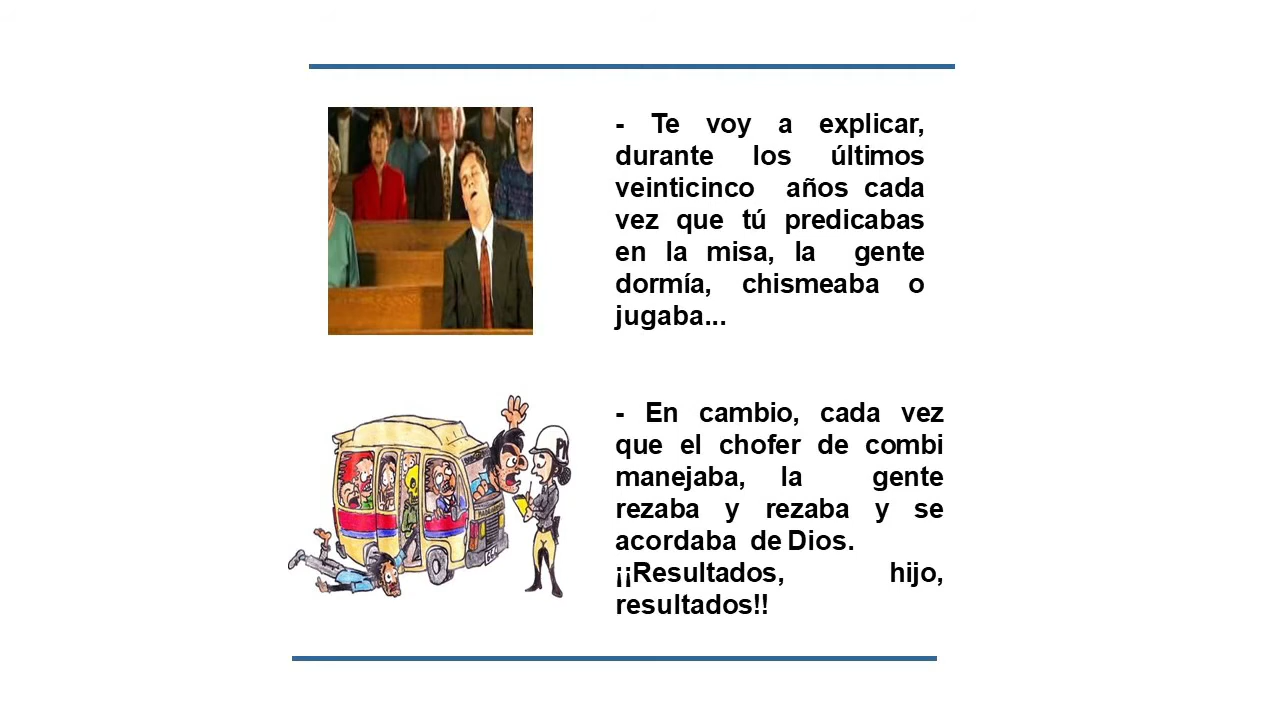 - Te voy a explicar,
durante los últimos
veinticinco años cada
vez que tú predicabas
en la misa, la gente
dormía, chismeaba o
jugaba...
- En cambio, cada vez
que el chofer de combi
manejaba, la gente
rezaba y rezaba y se
acordaba de Dios.
¡¡Resultados, hijo,
resultados!!